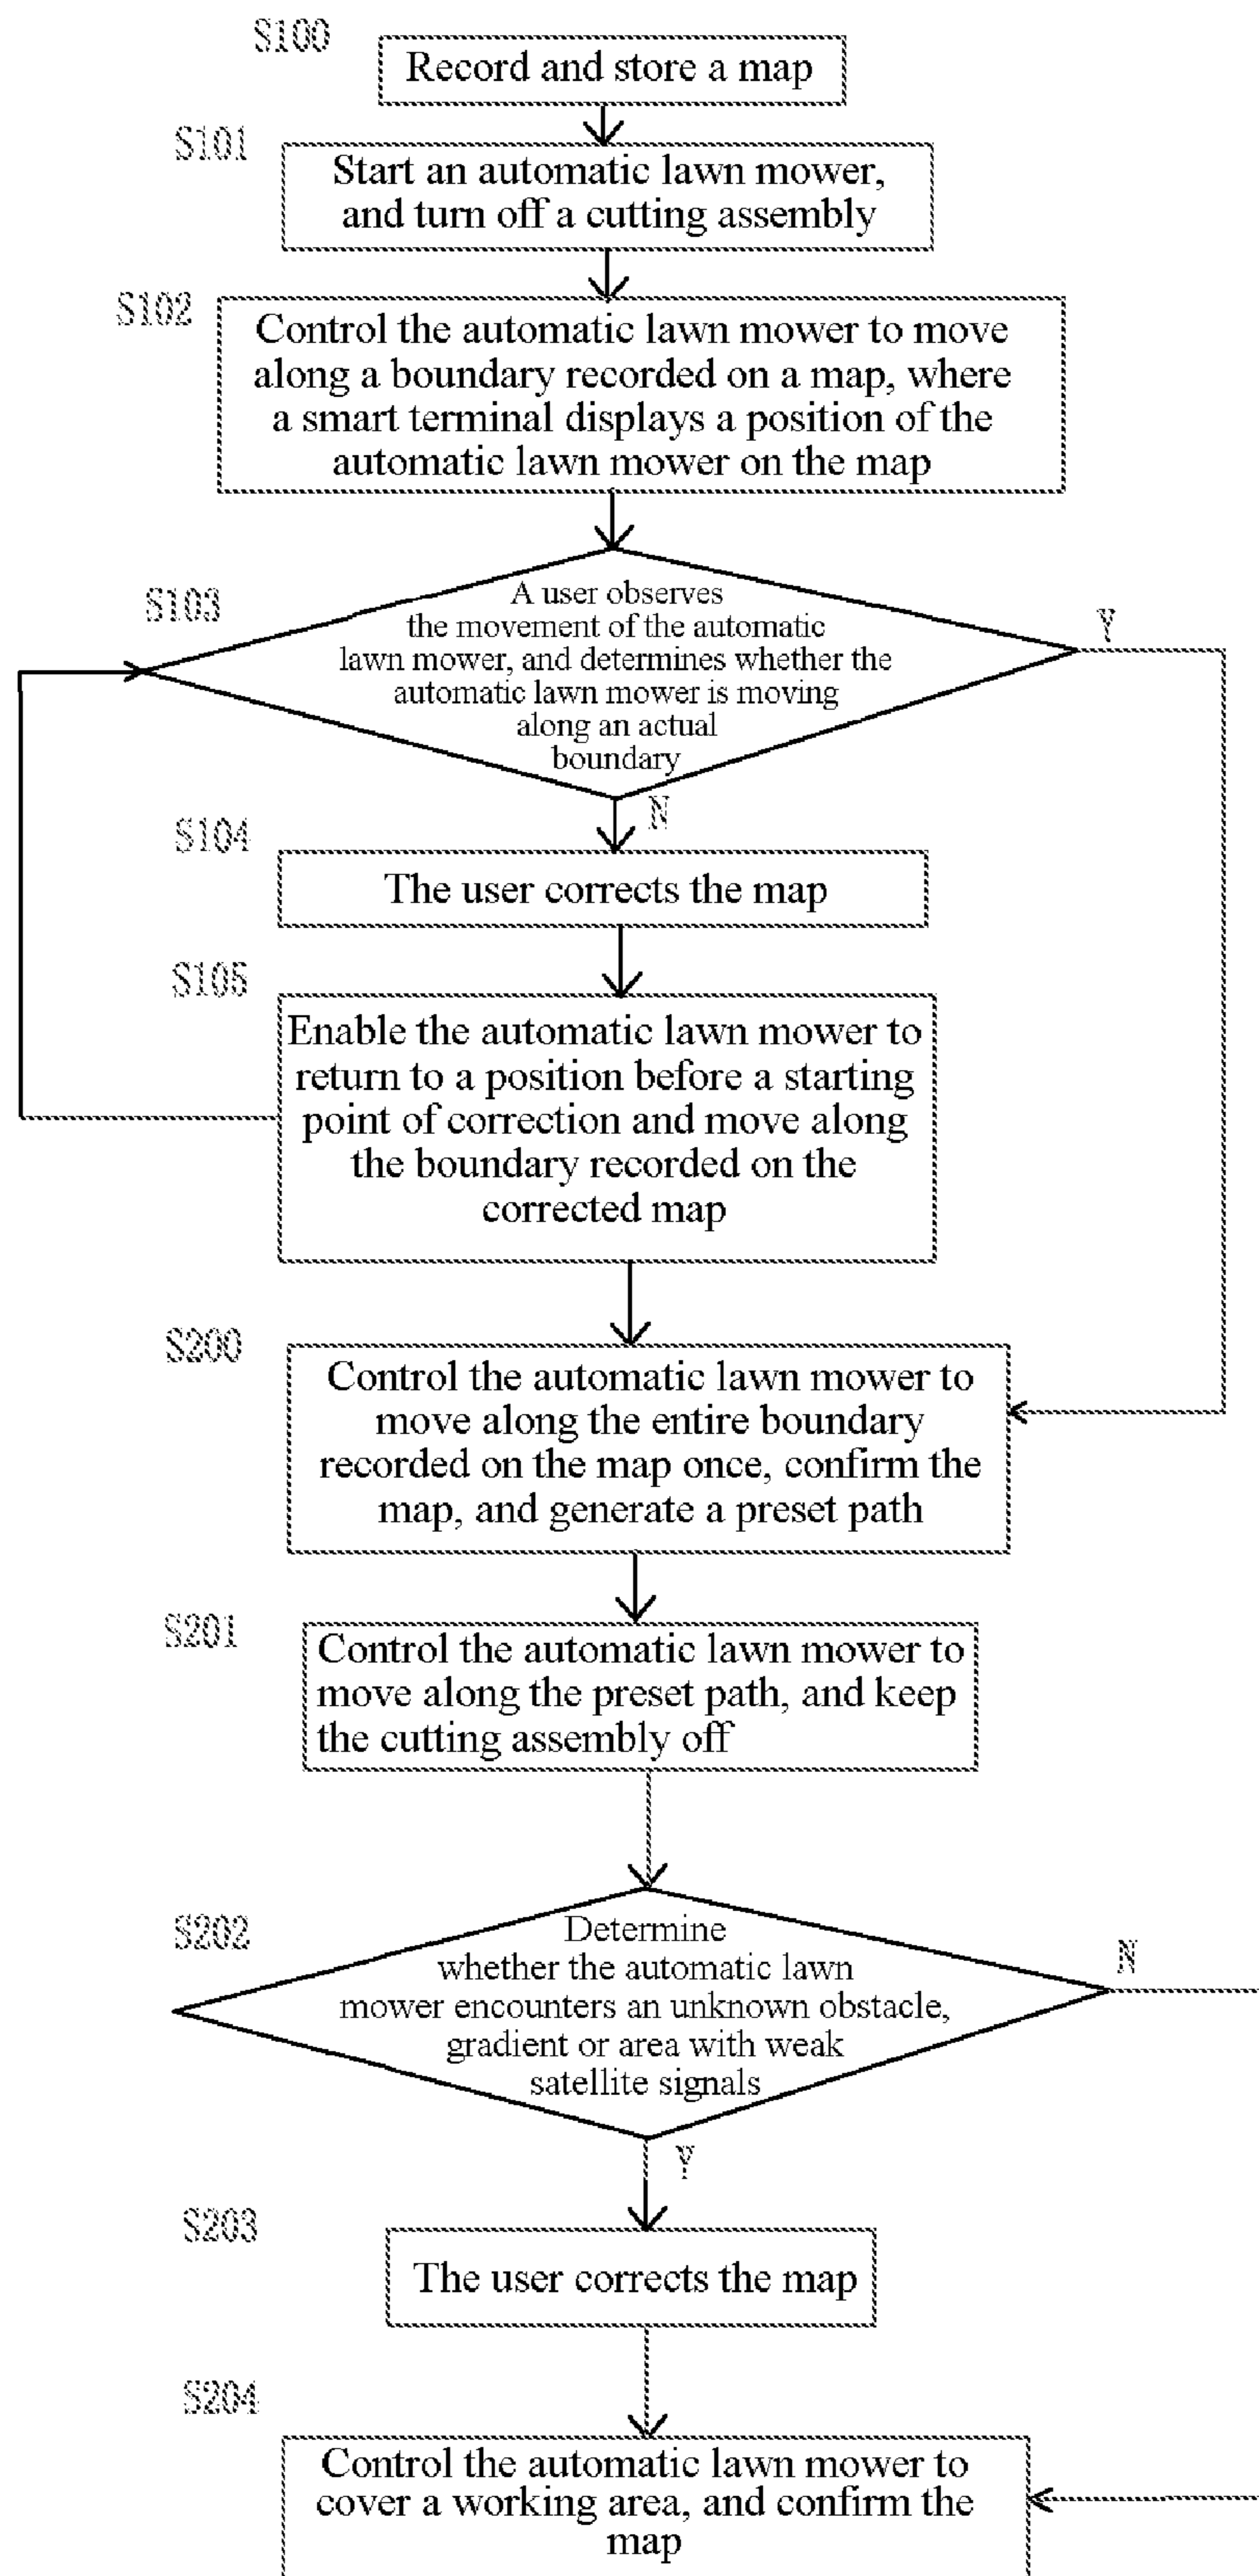 S100
Record and store a map
S101
Start an automatic lawn mower,
and turn off a cutting assembly
S102
Control the automatic lawn mower to move
along a boundary recorded on a map, where
a smart terminal displays a position of the
automatic lawn mower on the map
S103
A user observes
the movement of the automatic
lawn mower, and determines whether the
automatic lawn mower is moving
along an actual
boundary
Y
N
S104
The user corrects the map
S105
Enable the automatic lawn mower to
return to a position before a starting
point of correction and move along
the boundary recorded on the
corrected map
S200
Control the automatic lawn mower to
move along the entire boundary
recorded on the map once, confirm the
map, and generate a preset path
S201
Control the automatic lawn mower to
move along the preset path, and keep
the cutting assembly off
S202
Determine
whether the automatic lawn
mower encounters an unknown obstacle,
gradient or area with weak
satellite signals
N
Y
S203
The user corrects the map
S204
Control the automatic lawn mower to
cover a working area, and confirm the
map